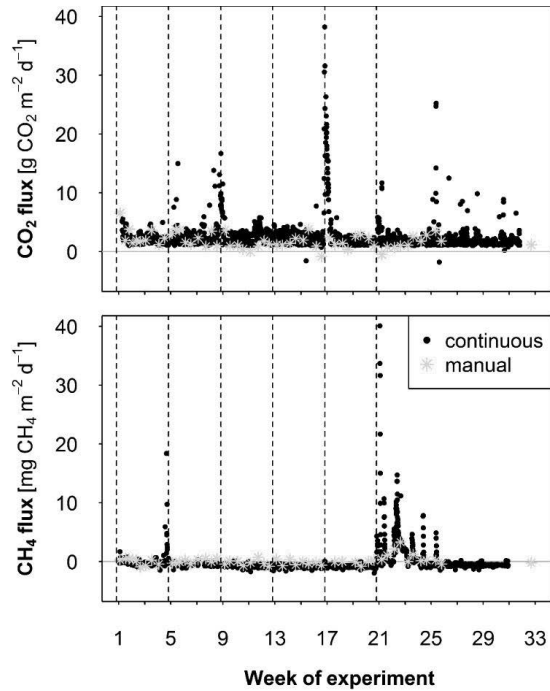 40
30
20
10
0
CO₂ flux [g CO₂ m⁻² d⁻¹]
40
30
20
10
0
CH₄ flux [mg CH₄ m⁻² d⁻¹]
continuous
manual
1 5 9 13 17 21 25 29 33
Week of experiment